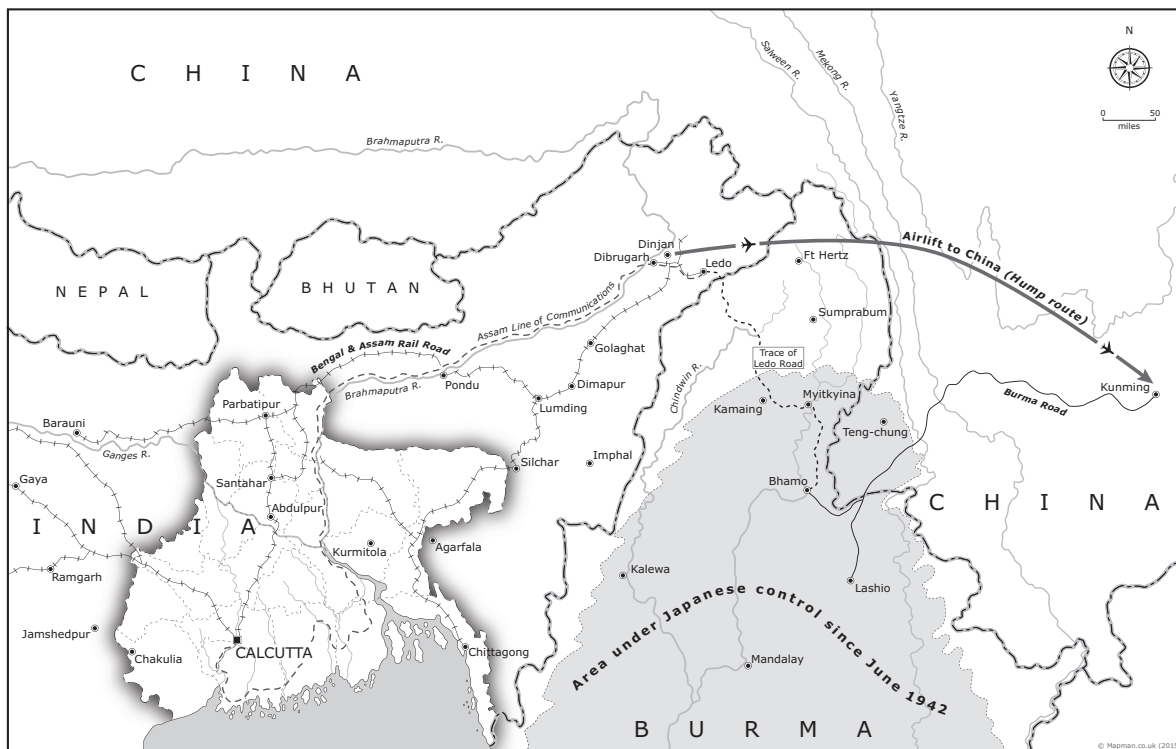 N
0 50
miles
C H I N A
Salween R.
Mekong R.
Yangtze R.
Brahmaputra R.
Dinjan
Dibrugarh
Ledo
Ft Hertz
Airlift to China (Hump route)
N E P A L
B H U T A N
Assam Line of Communications
Sumprabum
Bengal & Assam Rail Road
Golaghat
Trace of
Ledo Road
Chindwin R.
Brahmaputra R.
Pondu
Dimapur
Kunming
Burma Road
Parbatipur
Lumding
Kamaing
Myitkyina
Barauni
Teng-chung
Ganges R.
Silchar
Imphal
Gaya
Santahar
Bhamo
C H I N A
Abdulpur
I N D I A
Kurmitola
Agarfala
Ramgarh
Kalewa
Lashio
Area under Japanese control since June 1942
Jamshedpur
Chakulia
CALCUTTA
Chittagong
Mandalay
B U R M A
© Mapman.co.uk (2015